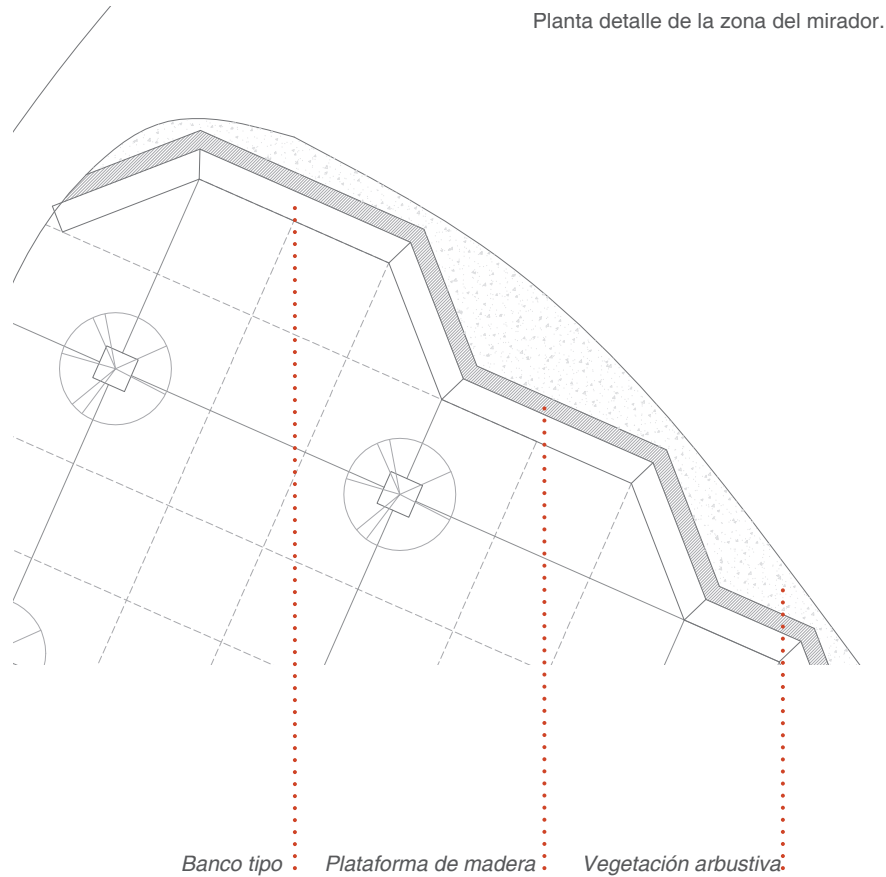 Planta detalle de la zona del mirador.
Banco tipo
Plataforma de madera
Vegetación arbustiva